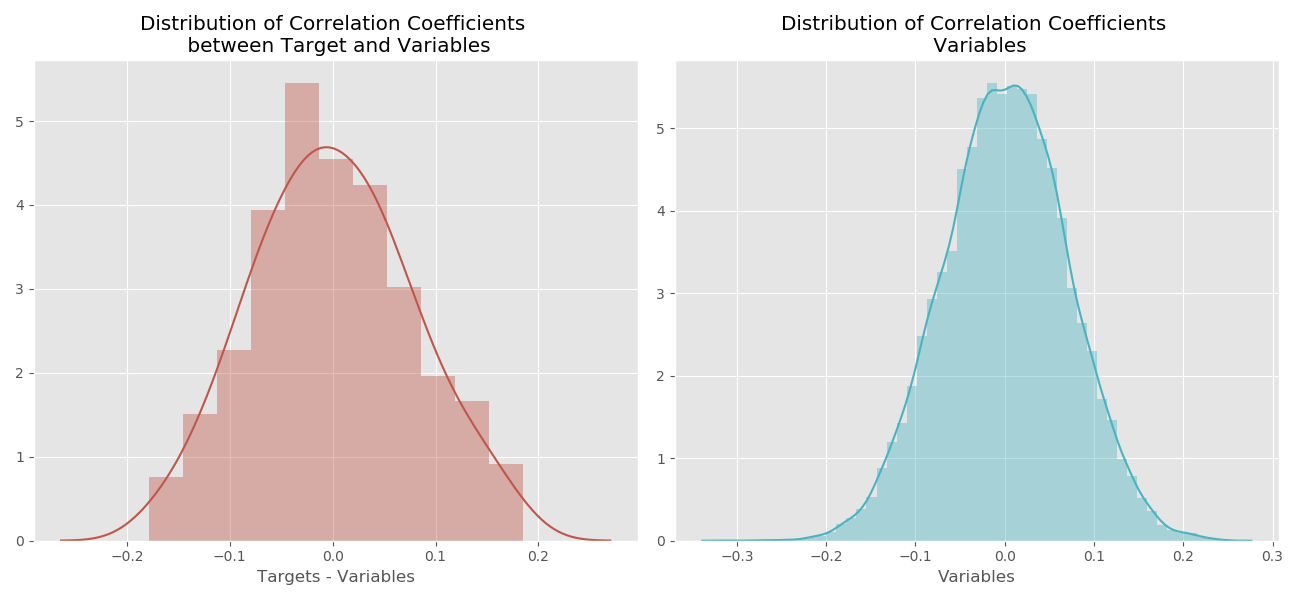 Distribution of Correlation Coefficients
between Target and Variables
5
4
3
2
1
0
−0.2 −0.1 0.0 0.1 0.2
Targets - Variables
Distribution of Correlation Coefficients
Variables
5
4
3
2
1
0
−0.3 −0.2 −0.1 0.0 0.1 0.2 0.3
Variables